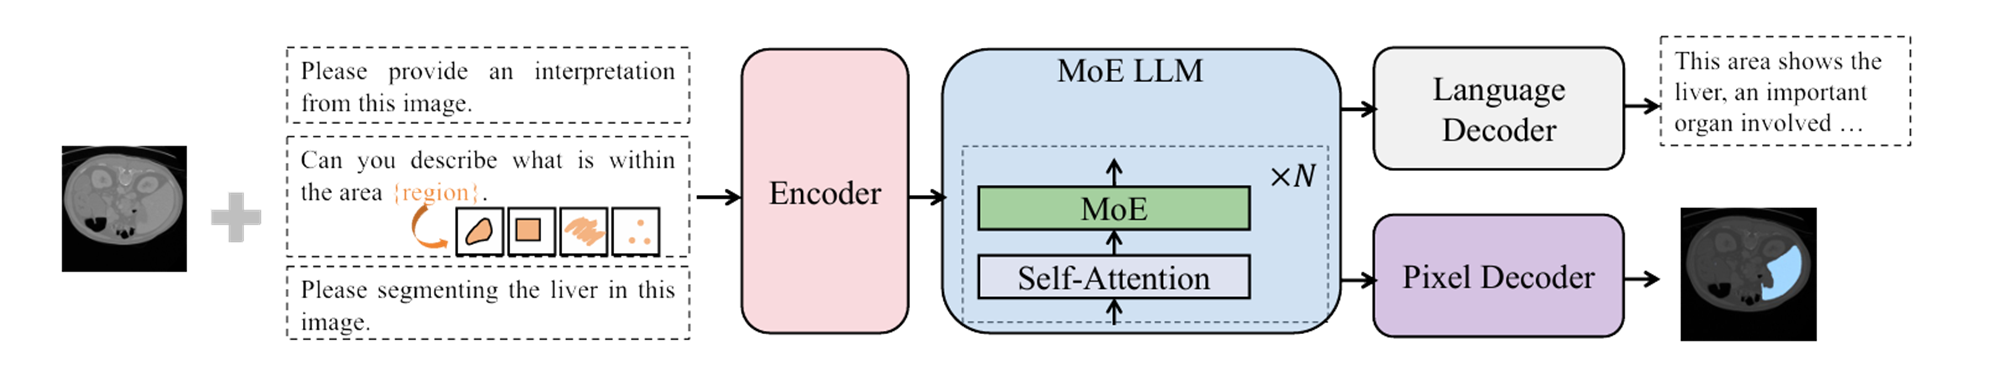 Please provide an interpretation
from this image.
Can you describe what is within
the area {region}.
Please segmenting the liver in this
image.
Encoder
MoE LLM
×N
MoE
Self-Attention
Language
Decoder
Pixel Decoder
This area shows the
liver, an important
organ involved …